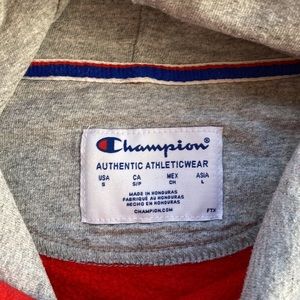 Champion
AUTHENTIC ATHLETICWEAR
USA CA MEX ASIA
S S/P CH L
MADE IN HONDURAS
FABRIQUÉ AU HONDURAS
HECHO EN HONDURAS
CHAMPION.COM FTX